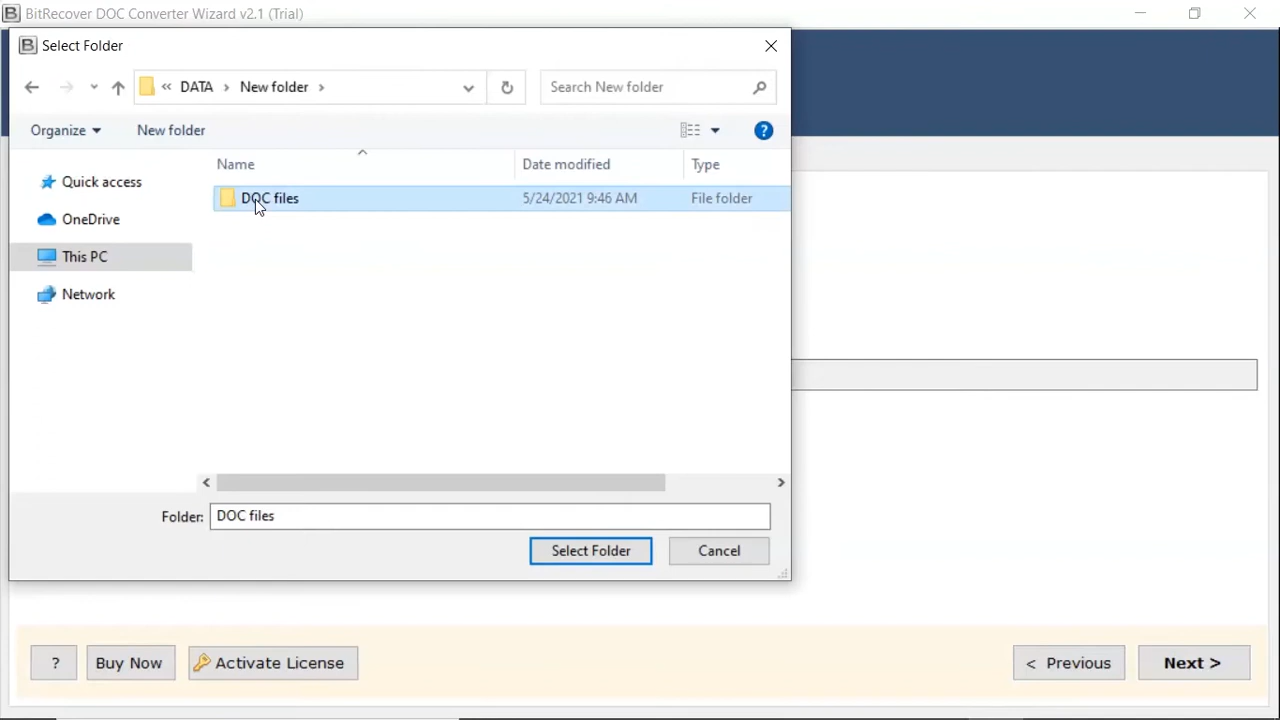 BitRecover DOC Converter Wizard v2.1 (Trial)
Select Folder
« DATA › New folder ›
Search New folder
Organize
New folder
?
Name
Date modified
Type
Quick access
DOC files
5/24/2021 9:46 AM
File folder
OneDrive
This PC
Network
Folder: DOC files
Select Folder
Cancel
? Buy Now Activate License < Previous Next >